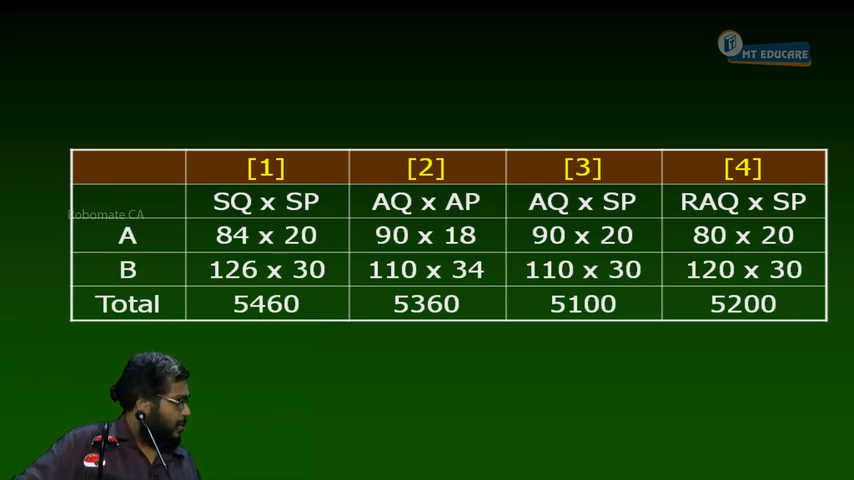 MT EDUCARE
[1] [2] [3] [4]
SQ x SP AQ x AP AQ x SP RAQ x SP
Robomate CA
A 84 x 20 90 x 18 90 x 20 80 x 20
B 126 x 30 110 x 34 110 x 30 120 x 30
Total 5460 5360 5100 5200